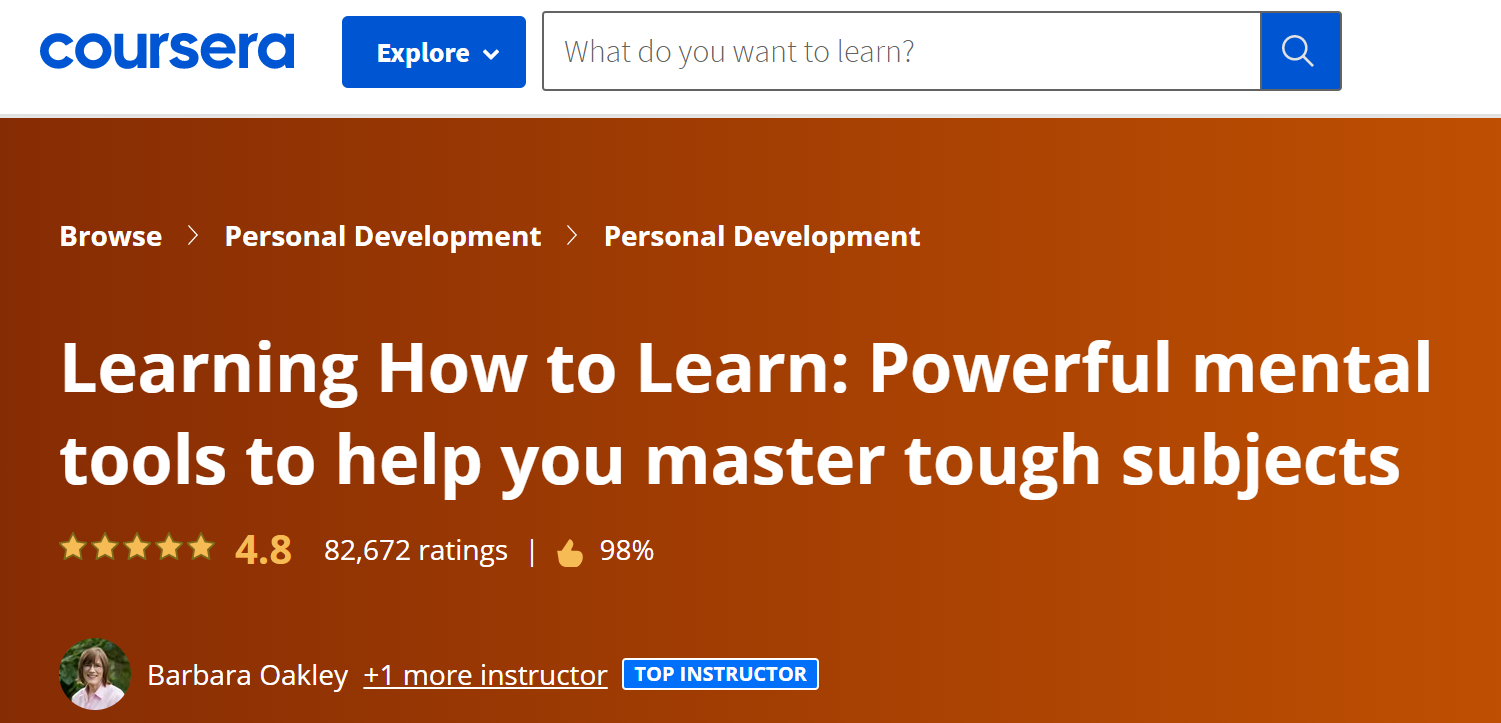 coursera
Explore
What do you want to learn?
Browse > Personal Development > Personal Development
Learning How to Learn: Powerful mental
tools to help you master tough subjects
4.8 82,672 ratings | 98%
Barbara Oakley +1 more instructor TOP INSTRUCTOR